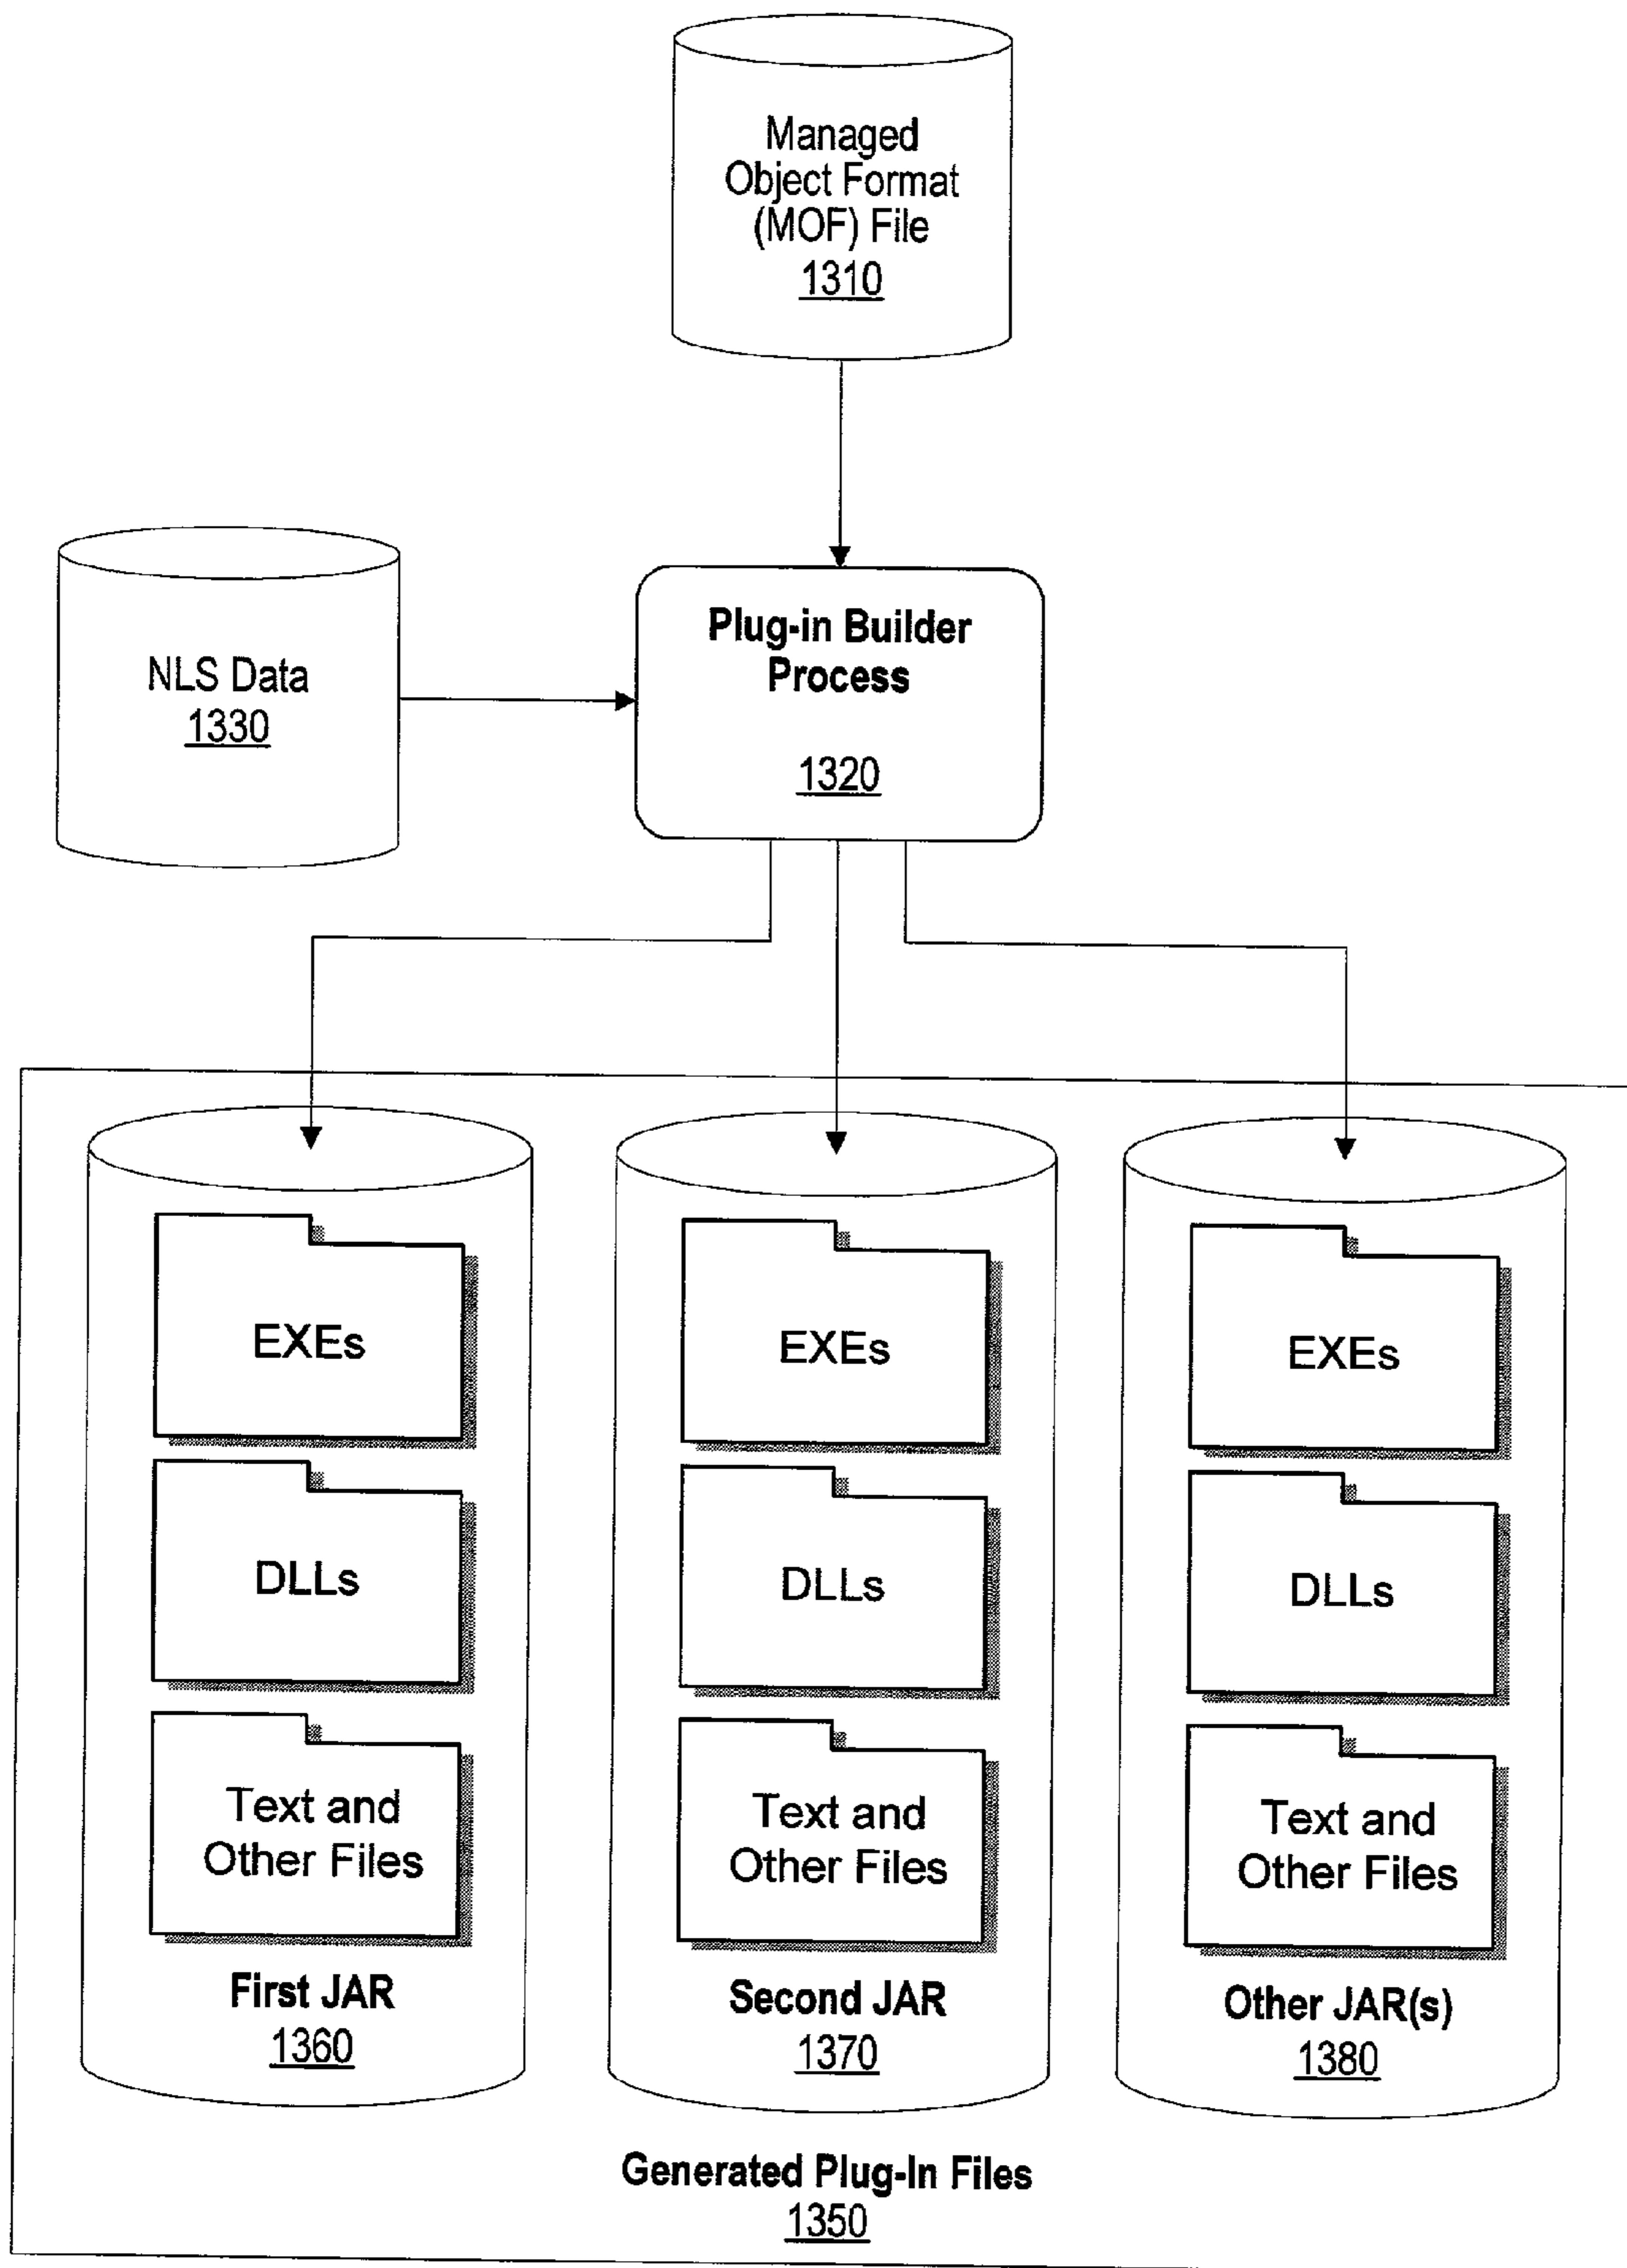 Managed
Object Format
(MOF) File
1310
NLS Data
1330
Plug-in Builder
Process
1320
EXEs
DLLs
Text and
Other Files
First JAR
1360
EXEs
DLLs
Text and
Other Files
Second JAR
1370
EXEs
DLLs
Text and
Other Files
Other JAR(s)
1380
Generated Plug-In Files
1350